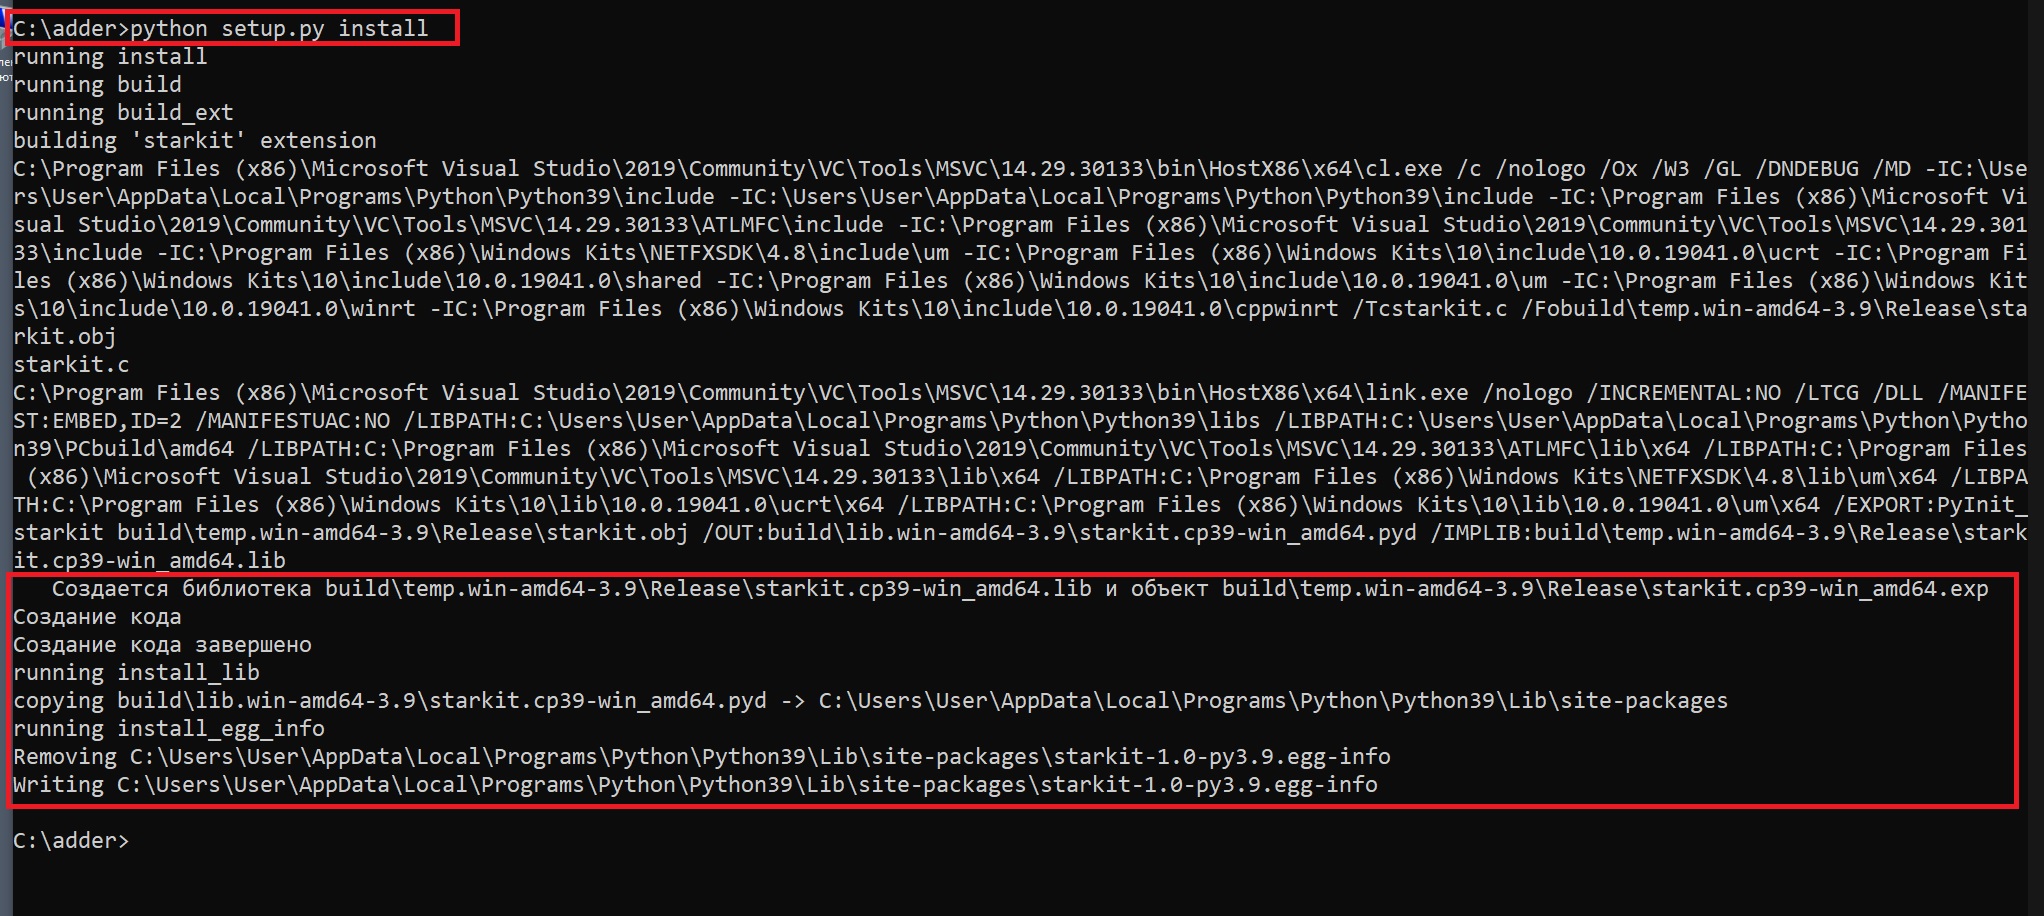 C:\adder>python setup.py install
running install
running build
running build_ext
building 'starkit' extension
C:\Program Files (x86)\Microsoft Visual Studio\2019\Community\VC\Tools\MSVC\14.29.30133\bin\HostX86\x64\cl.exe /c /nologo /Ox /W3 /GL /DNDEBUG /MD -IC:\Use
rs\User\AppData\Local\Programs\Python\Python39\include -IC:\Users\User\AppData\Local\Programs\Python\Python39\include -IC:\Program Files (x86)\Microsoft Vi
sual Studio\2019\Community\VC\Tools\MSVC\14.29.30133\ATLMFC\include -IC:\Program Files (x86)\Microsoft Visual Studio\2019\Community\VC\Tools\MSVC\14.29.301
33\include -IC:\Program Files (x86)\Windows Kits\NETFXSDK\4.8\include\um -IC:\Program Files (x86)\Windows Kits\10\include\10.0.19041.0\ucrt -IC:\Program Fi
les (x86)\Windows Kits\10\include\10.0.19041.0\shared -IC:\Program Files (x86)\Windows Kits\10\include\10.0.19041.0\um -IC:\Program Files (x86)\Windows Kit
s\10\include\10.0.19041.0\winrt -IC:\Program Files (x86)\Windows Kits\10\include\10.0.19041.0\cppwinrt /Tcstarkit.c /Fobuild\temp.win-amd64-3.9\Release\sta
rkit.obj
starkit.c
C:\Program Files (x86)\Microsoft Visual Studio\2019\Community\VC\Tools\MSVC\14.29.30133\bin\HostX86\x64\link.exe /nologo /INCREMENTAL:NO /LTCG /DLL /MANIFE
ST:EMBED,ID=2 /MANIFESTUAC:NO /LIBPATH:C:\Users\User\AppData\Local\Programs\Python\Python39\libs /LIBPATH:C:\Users\User\AppData\Local\Programs\Python\Pytho
n39\PCbuild\amd64 /LIBPATH:C:\Program Files (x86)\Microsoft Visual Studio\2019\Community\VC\Tools\MSVC\14.29.30133\ATLMFC\lib\x64 /LIBPATH:C:\Program Files
 (x86)\Microsoft Visual Studio\2019\Community\VC\Tools\MSVC\14.29.30133\lib\x64 /LIBPATH:C:\Program Files (x86)\Windows Kits\NETFXSDK\4.8\lib\um\x64 /LIBPA
TH:C:\Program Files (x86)\Windows Kits\10\lib\10.0.19041.0\ucrt\x64 /LIBPATH:C:\Program Files (x86)\Windows Kits\10\lib\10.0.19041.0\um\x64 /EXPORT:PyInit_
starkit build\temp.win-amd64-3.9\Release\starkit.obj /OUT:build\lib.win-amd64-3.9\starkit.cp39-win_amd64.pyd /IMPLIB:build\temp.win-amd64-3.9\Release\stark
it.cp39-win_amd64.lib
   Создается библиотека build\temp.win-amd64-3.9\Release\starkit.cp39-win_amd64.lib и объект build\temp.win-amd64-3.9\Release\starkit.cp39-win_amd64.exp
Создание кода
Создание кода завершено
running install_lib
copying build\lib.win-amd64-3.9\starkit.cp39-win_amd64.pyd -> C:\Users\User\AppData\Local\Programs\Python\Python39\Lib\site-packages
running install_egg_info
Removing C:\Users\User\AppData\Local\Programs\Python\Python39\Lib\site-packages\starkit-1.0-py3.9.egg-info
Writing C:\Users\User\AppData\Local\Programs\Python\Python39\Lib\site-packages\starkit-1.0-py3.9.egg-info
C:\adder>